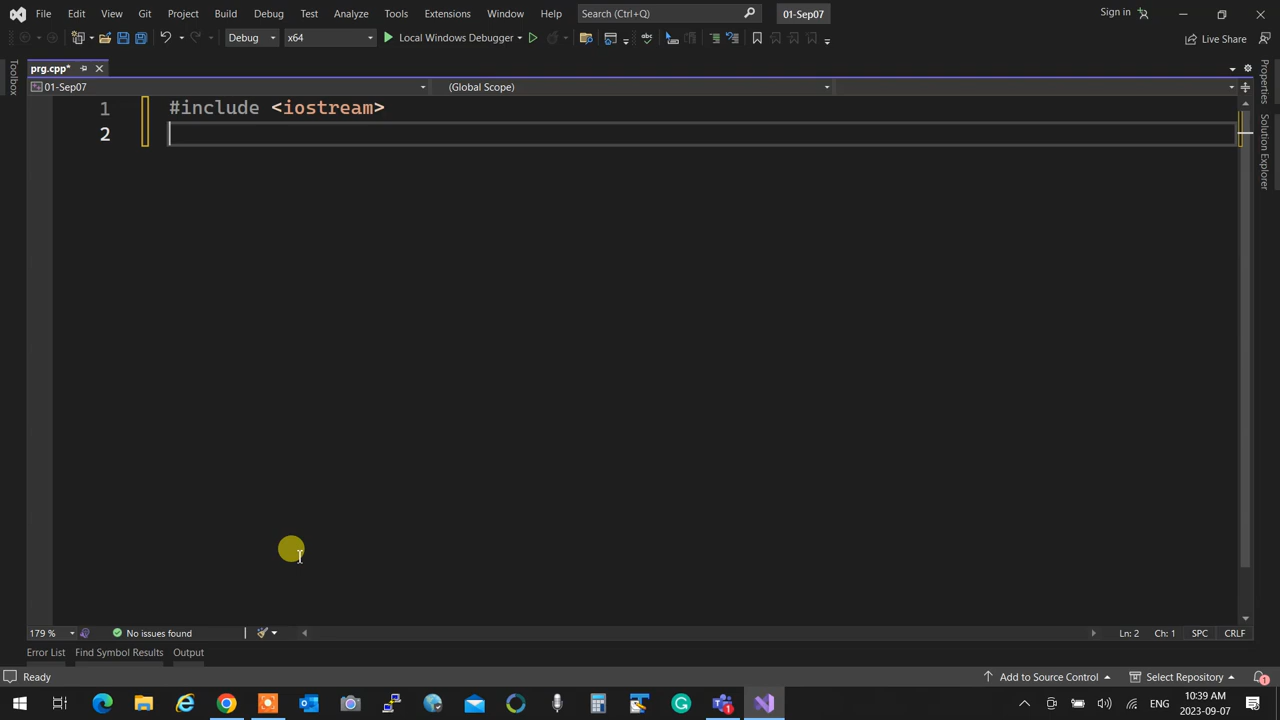 File Edit View Git Project Build Debug Test Analyze Tools Extensions Window Help Search (Ctrl+Q) 01-Sep07 Sign in
Debug x64 Local Windows Debugger Live Share
prg.cpp*
01-Sep07 (Global Scope)
1 #include <iostream>
2
Toolbox
Properties
Solution Explorer
179 % No issues found Ln: 2 Ch: 1 SPC CRLF
Error List Find Symbol Results Output
Ready Add to Source Control Select Repository 1
1 ENG 10:39 AM
2023-09-07